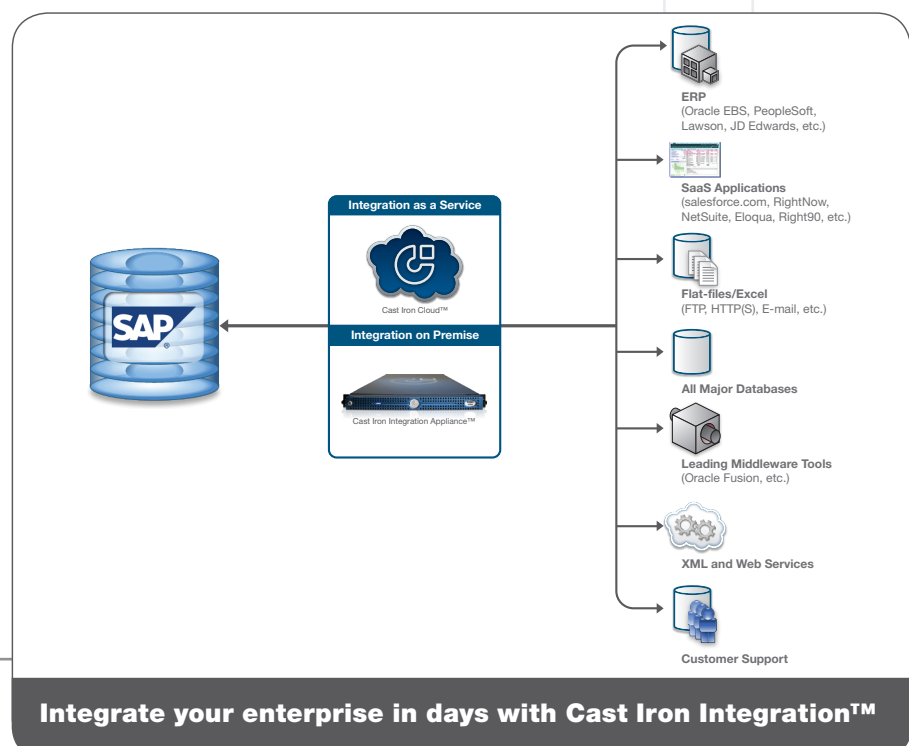 SAP
®
Integration as a Service
Cast Iron Cloud™
Integration on Premise
Cast Iron Integration Appliance™
ERP
(Oracle EBS, PeopleSoft,
Lawson, JD Edwards, etc.)
SaaS Applications
(salesforce.com, RightNow,
NetSuite, Eloqua, Right90, etc.)
Flat-files/Excel
(FTP, HTTP(S), E-mail, etc.)
All Major Databases
Leading Middleware Tools
(Oracle Fusion, etc.)
XML and Web Services
Customer Support
Integrate your enterprise in days with Cast Iron Integration™